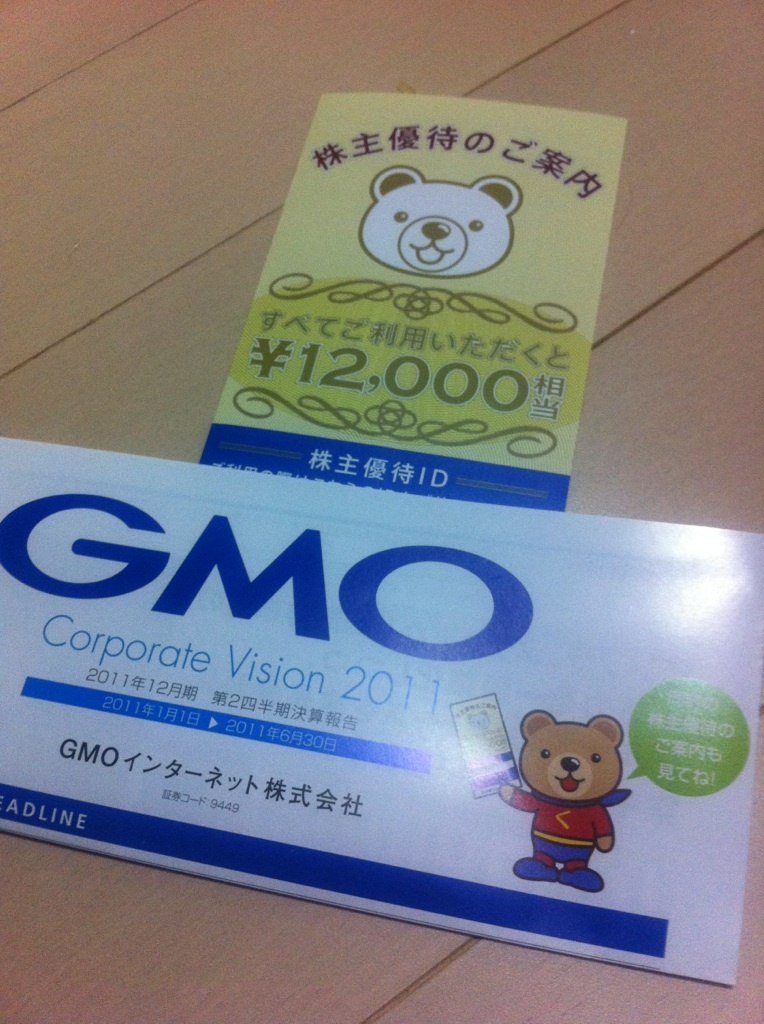 株主優待のご案内
すべてご利用いただくと
¥12,000相当
株主優待ID
GMO
Corporate Vision 2011
2011年12月期 第2四半期決算報告
2011年1月1日 ▶ 2011年6月30日
GMOインターネット株式会社
証券コード 9449
EADLINE
株主優待の
ご案内も
見てね!
く